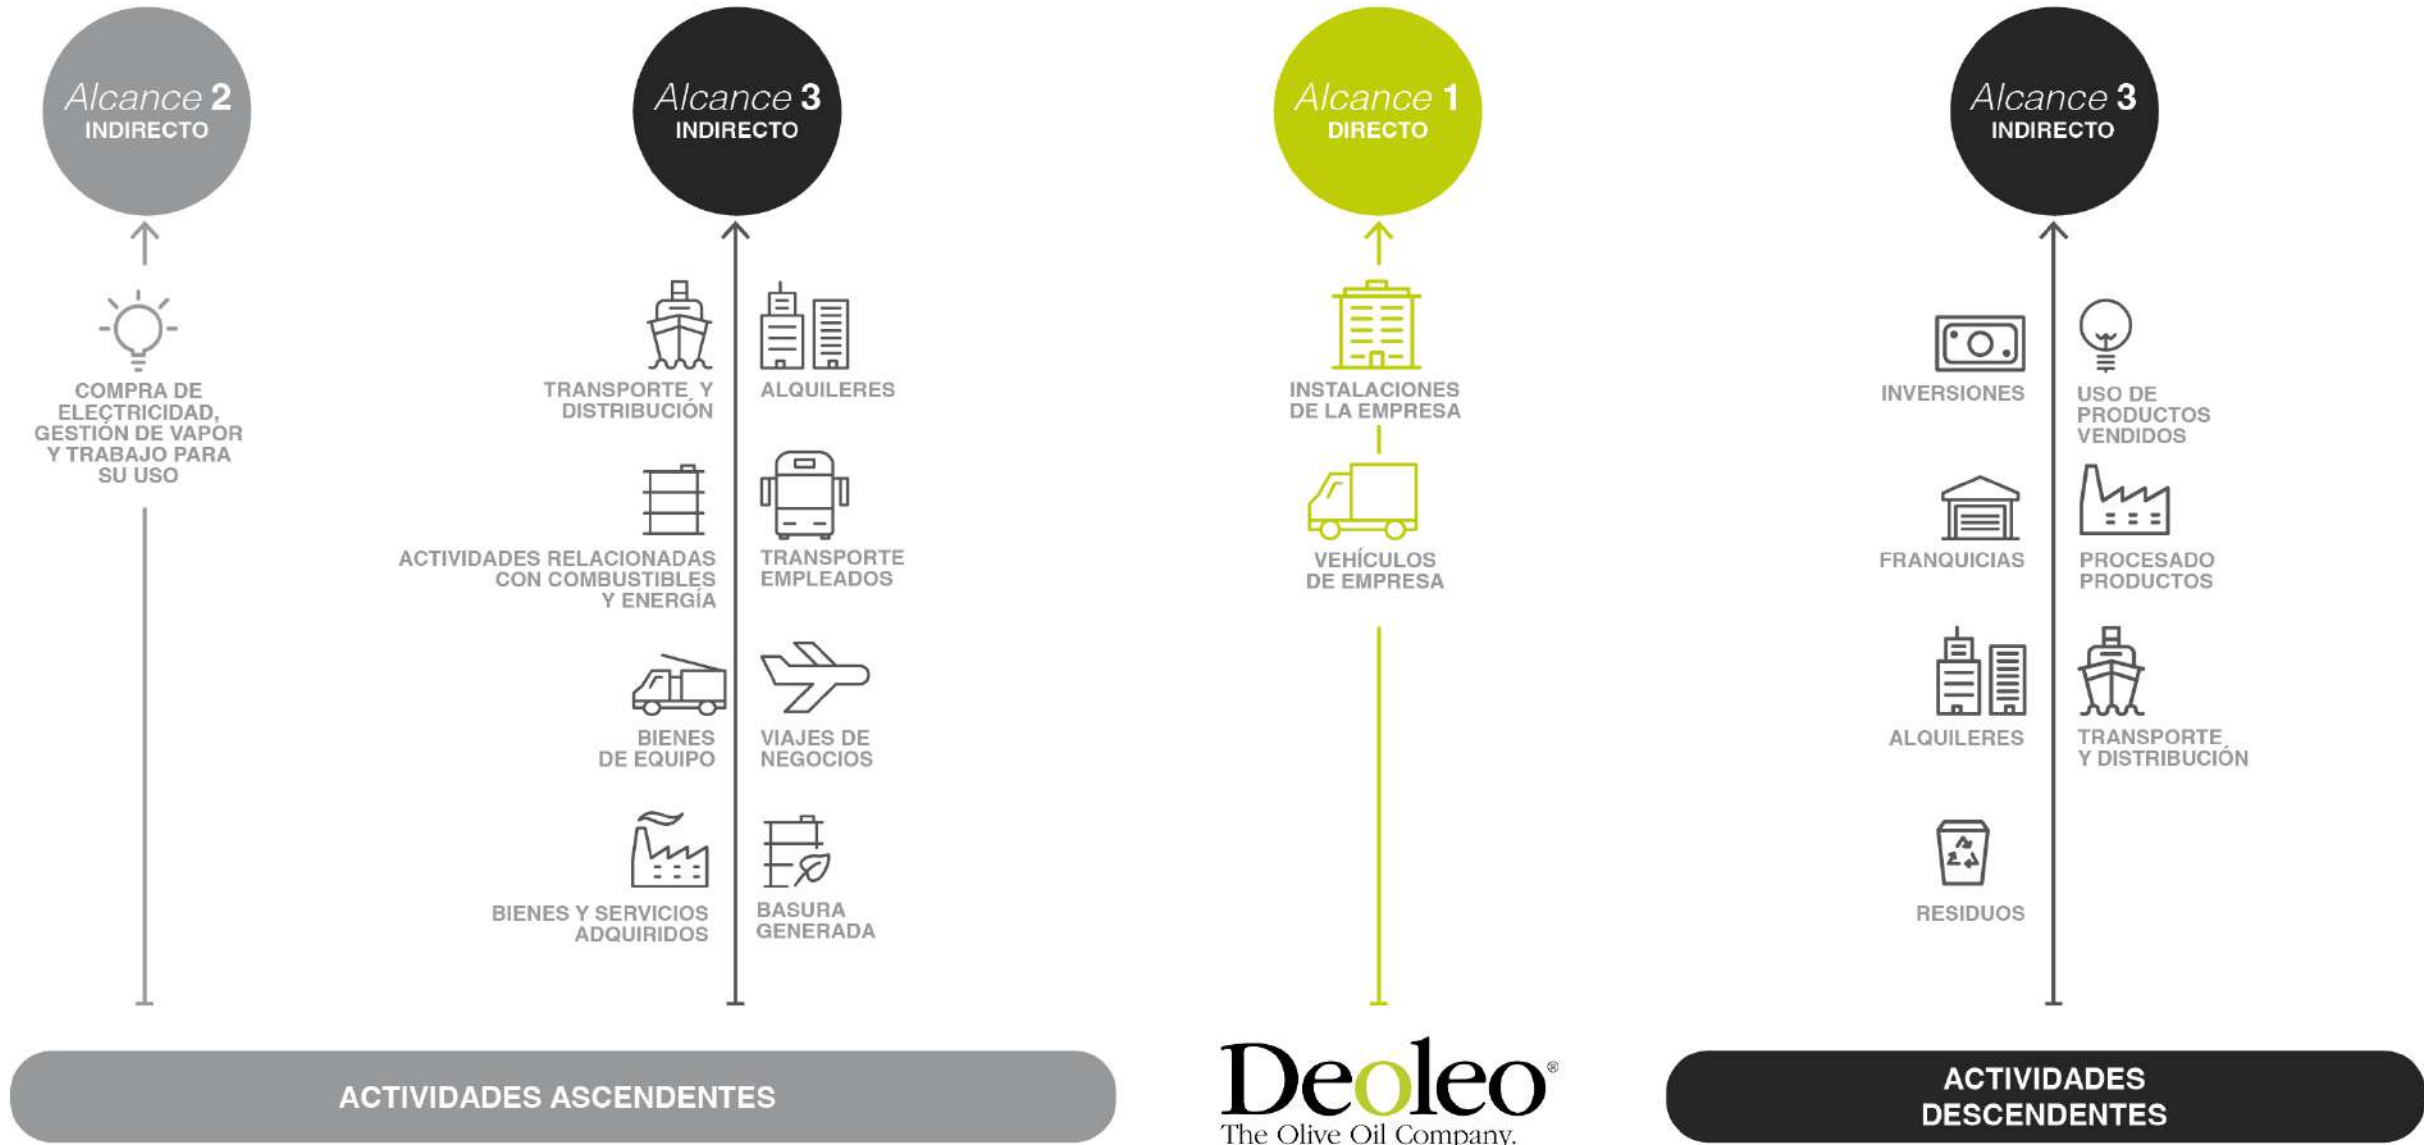 Alcance 2
INDIRECTO
COMPRA DE
ELECTRICIDAD,
GESTIÓN DE VAPOR
Y TRABAJO PARA
SU USO
Alcance 3
INDIRECTO
TRANSPORTE Y
DISTRIBUCIÓN
ALQUILERES
ACTIVIDADES RELACIONADAS
CON COMBUSTIBLES
Y ENERGÍA
TRANSPORTE
EMPLEADOS
BIENES
DE EQUIPO
VIAJES DE
NEGOCIOS
BIENES Y SERVICIOS
ADQUIRIDOS
BASURA
GENERADA
ACTIVIDADES ASCENDENTES
Alcance 1
DIRECTO
INSTALACIONES
DE LA EMPRESA
VEHÍCULOS
DE EMPRESA
Deoleo®
The Olive Oil Company.
Alcance 3
INDIRECTO
INVERSIONES
USO DE
PRODUCTOS
VENDIDOS
FRANQUICIAS
PROCESADO
PRODUCTOS
ALQUILERES
TRANSPORTE
Y DISTRIBUCIÓN
RESIDUOS
ACTIVIDADES
DESCENDENTES